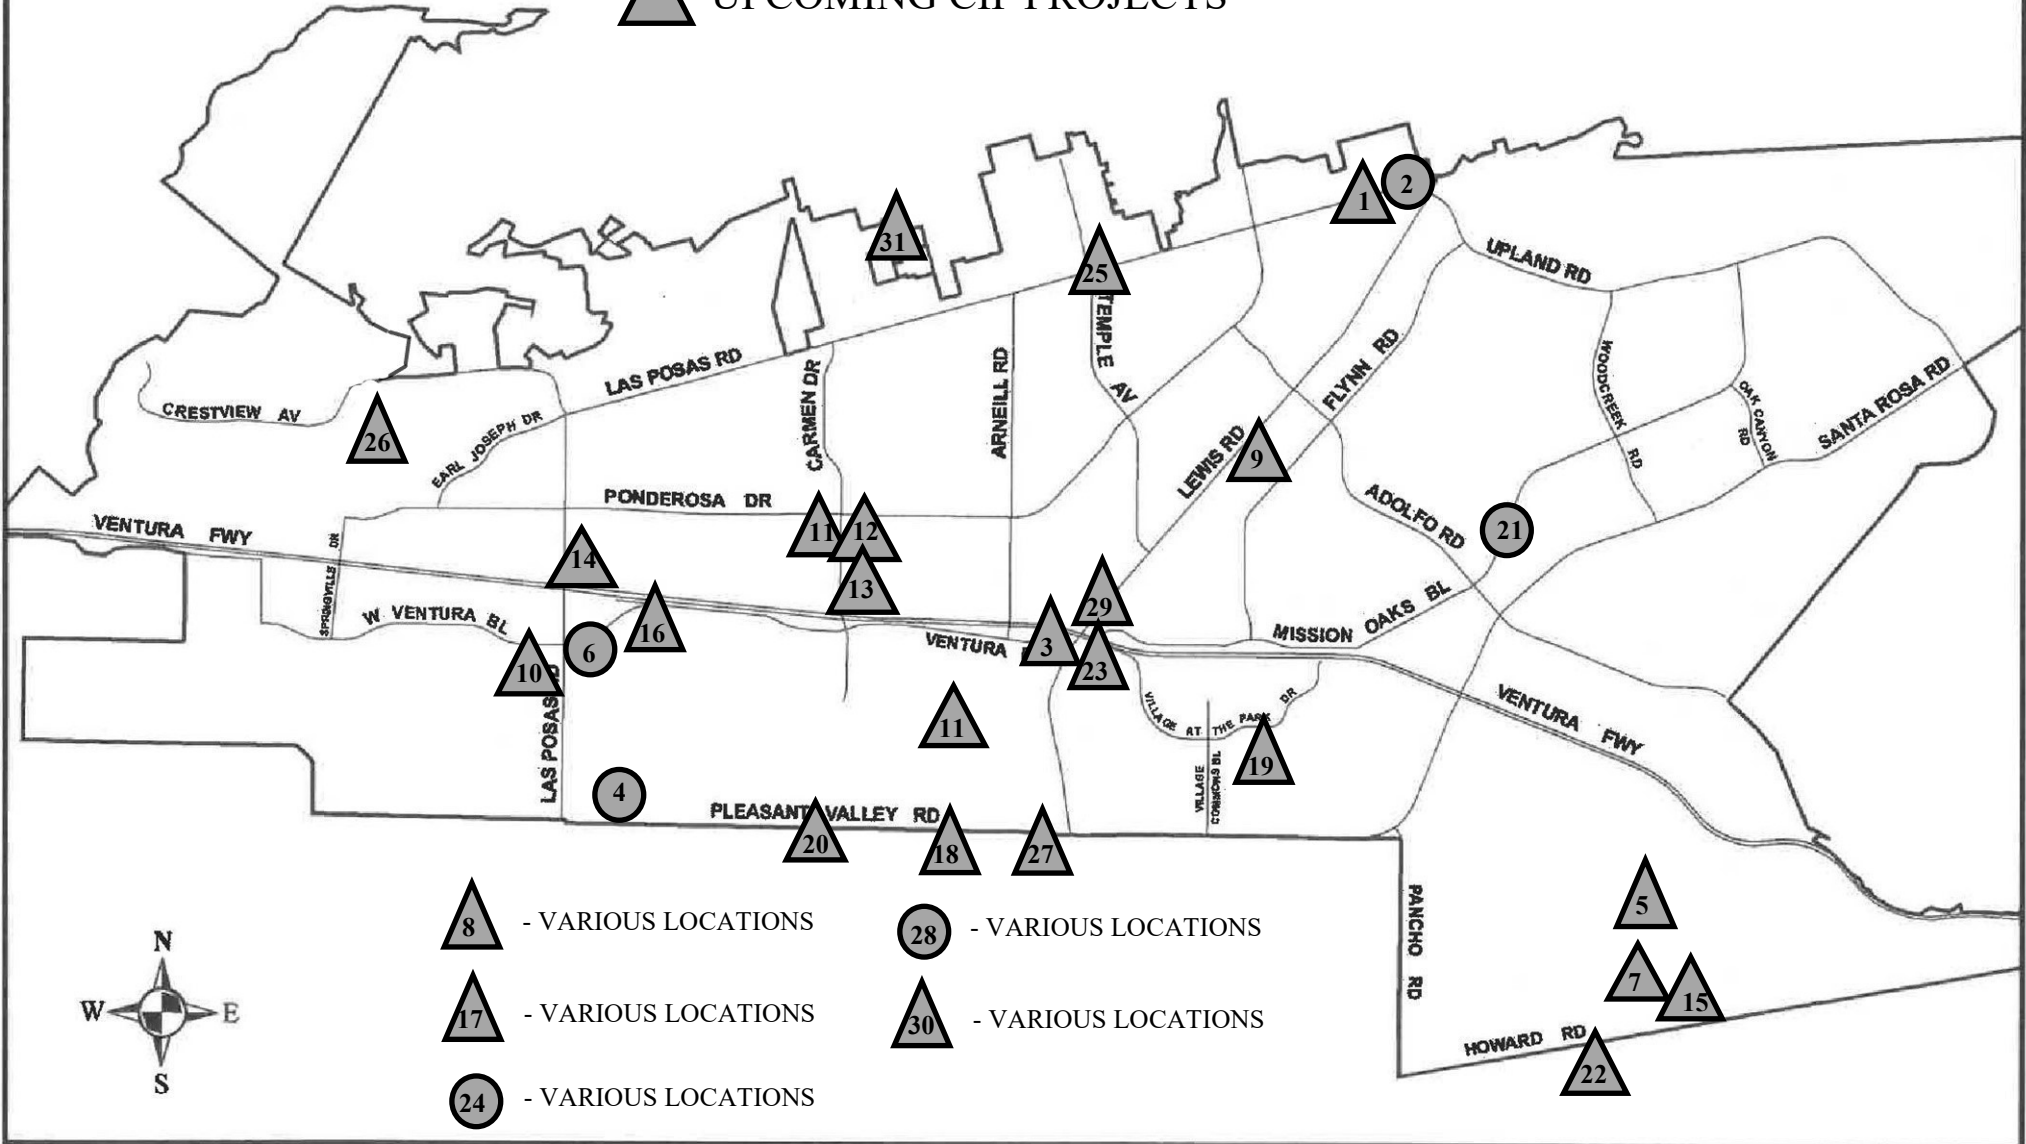 UPCOMING CIP PROJECTS
1
2
31
25
UPLAND RD
TEMPLE AV
LAS POSAS RD
CARMEN DR
ARNEILL RD
FLYNN RD
WOODCREEK RD
OAK CANYON RD
SANTA ROSA RD
CRESTVIEW AV
26
EARL JOSEPH DR
LEWIS RD
9
PONDEROSA DR
ADOLFO RD
VENTURA FWY
11
12
21
SPRINGVILLE DR
14
13
W VENTURA BL
16
29
MISSION OAKS BL
6
VENTURA
3
10
23
LAS POSAS
VILLAGE AT THE PARK DR
VENTURA FWY
11
19
VILLAGE COMMONS BL
4
PLEASANT VALLEY RD
20
18
27
PANCHO RD
5
8 - VARIOUS LOCATIONS
28 - VARIOUS LOCATIONS
7
15
17 - VARIOUS LOCATIONS
30 - VARIOUS LOCATIONS
HOWARD RD
22
24 - VARIOUS LOCATIONS
N
W
E
S